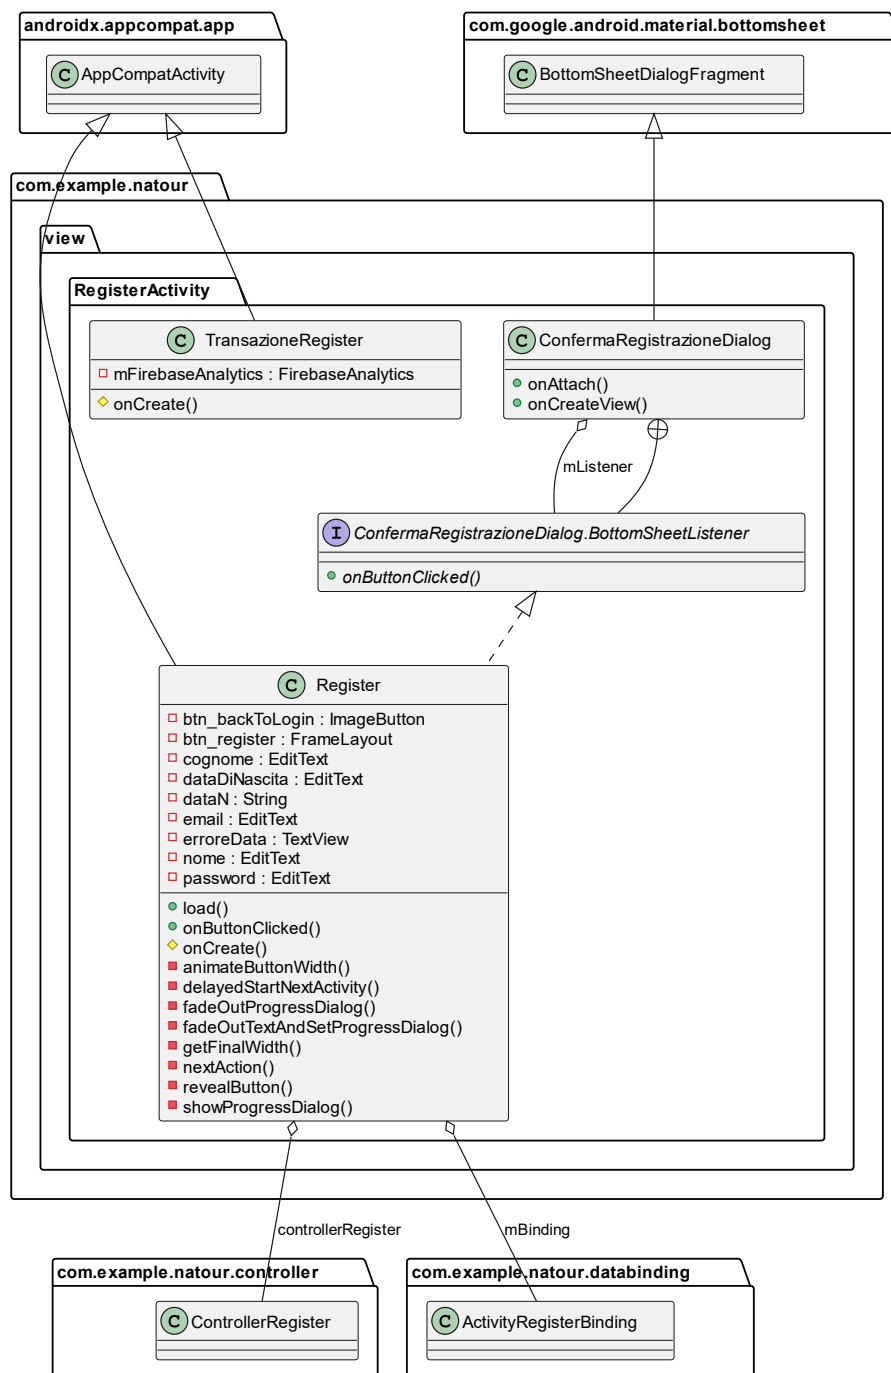 androidx.appcompat.app
C AppCompatActivity
com.google.android.material.bottomsheet
C BottomSheetDialogFragment
com.example.natour
view
RegisterActivity
C TransazioneRegister
mFirebaseAnalytics : FirebaseAnalytics
onCreate()
C ConfermaRegistrazioneDialog
onAttach()
onCreateView()
mListener
I ConfermaRegistrazioneDialog.BottomSheetListener
onButtonClicked()
C Register
btn_backToLogin : ImageButton
btn_register : FrameLayout
cognome : EditText
dataDiNascita : EditText
dataN : String
email : EditText
erroreData : TextView
nome : EditText
password : EditText
load()
onButtonClicked()
onCreate()
animateButtonWidth()
delayedStartNextActivity()
fadeOutProgressDialog()
fadeOutTextAndSetProgressDialog()
getFinalWidth()
nextAction()
revealButton()
showProgressDialog()
controllerRegister
mBinding
com.example.natour.controller
C ControllerRegister
com.example.natour.databinding
C ActivityRegisterBinding